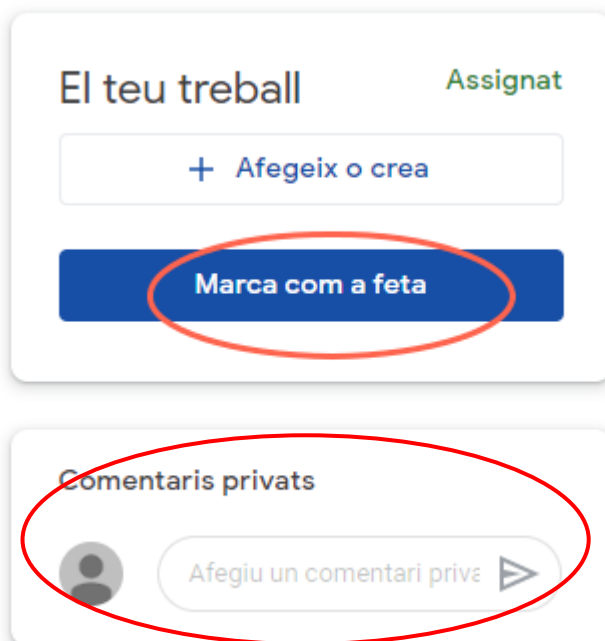 El teu treball
Assignat
+ Afegeix o crea
Marca com a feta
Comentaris privats
Afegiu un comentari priva